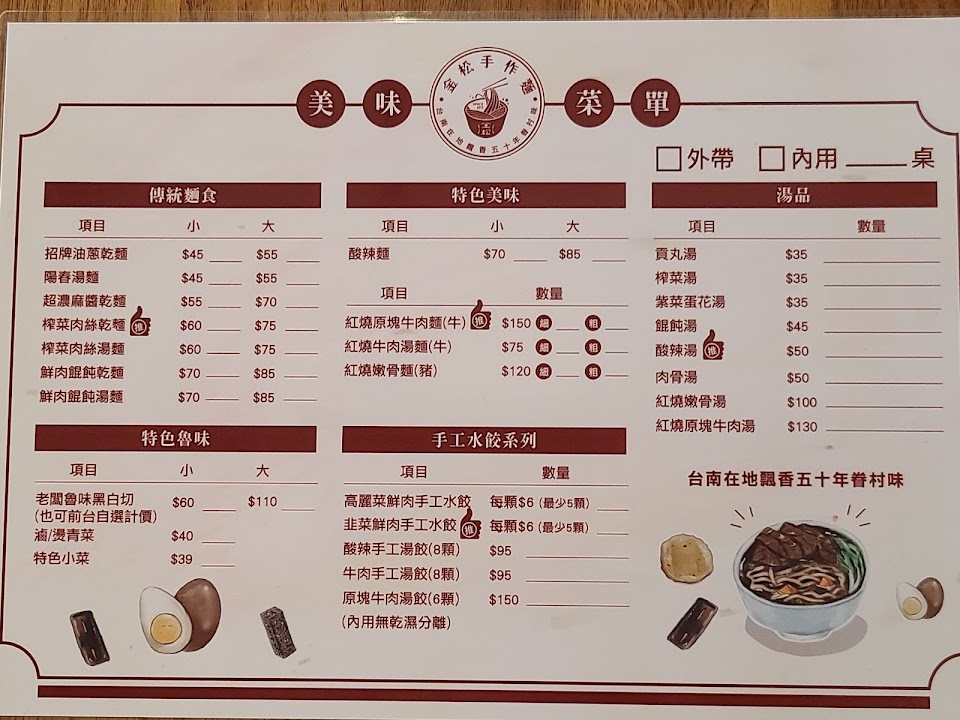 美味 菜單
金松手作麵
台南在地飄香五十年眷村味
□外帶 □內用_____桌
傳統麵食
項目 小 大
招牌油蔥乾麵 $45 $55
陽春湯麵 $45 $55
超濃麻醬乾麵 $55 $70
榨菜肉絲乾麵 推 $60 $75
榨菜肉絲湯麵 $60 $75
鮮肉餛飩乾麵 $70 $85
鮮肉餛飩湯麵 $70 $85
特色魯味
項目 小 大
老闆魯味黑白切 $60 $110
(也可前台自選計價)
滷/燙青菜 $40
特色小菜 $39
特色美味
項目 小 大
酸辣麵 $70 $85
項目 數量
紅燒原塊牛肉麵(牛) 推 $150 細 粗
紅燒牛肉湯麵(牛) $75 細 粗
紅燒嫩骨麵(豬) $120 細 粗
手工水餃系列
項目 數量
高麗菜鮮肉手工水餃 每顆$6 (最少5顆)
韭菜鮮肉手工水餃 推 每顆$6 (最少5顆)
酸辣手工湯餃(8顆) $95
牛肉手工湯餃(8顆) $95
原塊牛肉湯餃(6顆) $150
(內用無乾濕分離)
湯品
項目 數量
貢丸湯 $35
榨菜湯 $35
紫菜蛋花湯 $35
餛飩湯 $45
酸辣湯 推 $50
肉骨湯 $50
紅燒嫩骨湯 $100
紅燒原塊牛肉湯 $130
台南在地飄香五十年眷村味